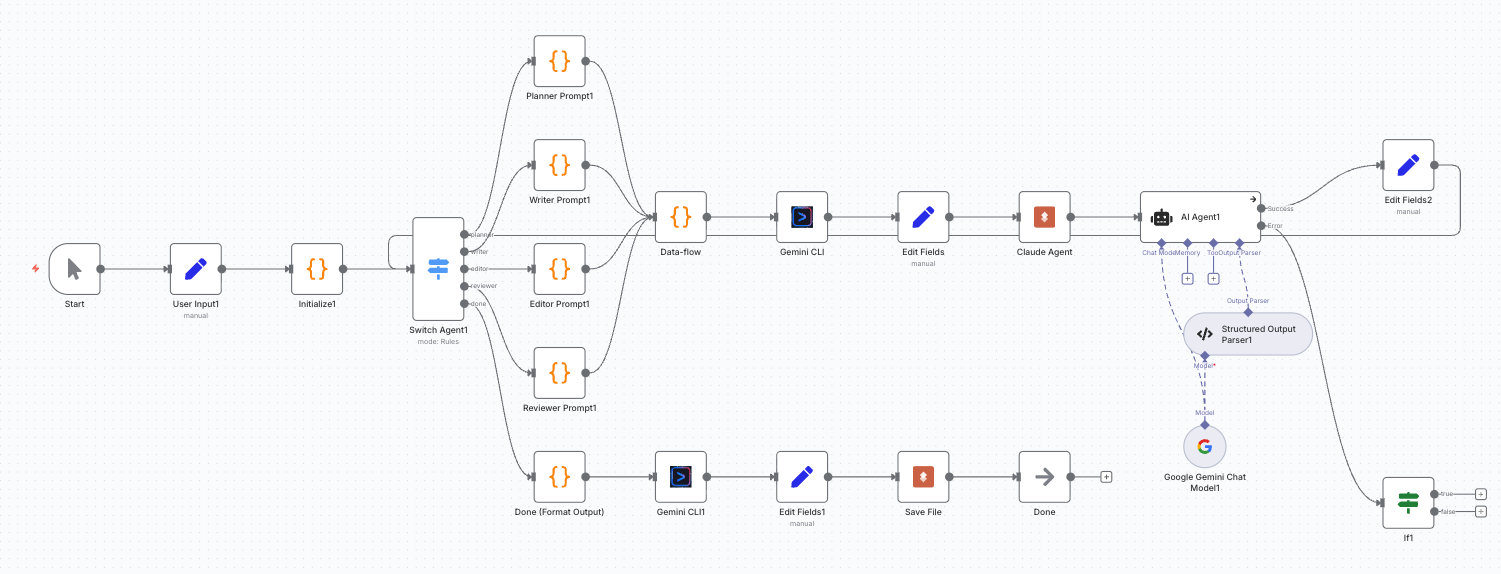 Planner Prompt1
Writer Prompt1
Editor Prompt1
Reviewer Prompt1
Start
User Input1
manual
Initialize1
Switch Agent1
mode: Rules
planner
writer
editor
reviewer
done
Data-flow
Gemini CLI
Edit Fields
manual
Claude Agent
AI Agent1
Success
Error
Chat Mode
Memory
Too
Output Parser
Output Parser
Structured Output
Parser1
Model*
Model
Google Gemini Chat
Model1
Edit Fields2
manual
Done (Format Output)
Gemini CLI1
Edit Fields1
manual
Save File
Done
true
false
If1